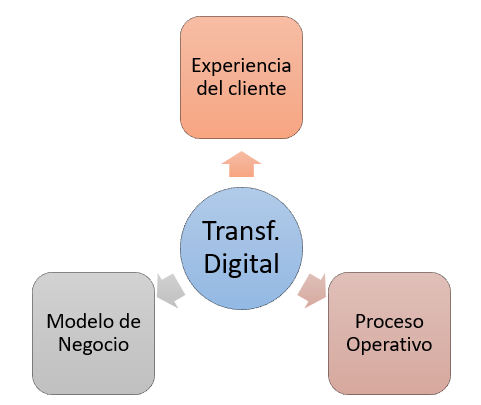 Experiencia
del cliente
Transf.
Digital
Modelo de
Negocio
Proceso
Operativo